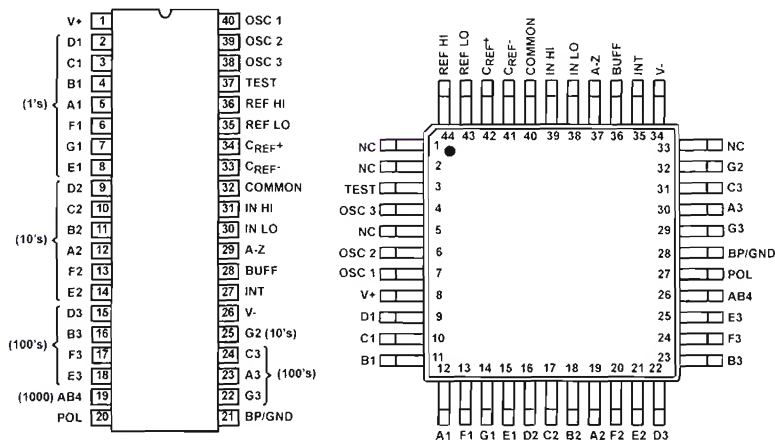 V+ 1 40 OSC 1
D1 2 39 OSC 2
C1 3 38 OSC 3
B1 4 37 TEST
(1's) A1 5 36 REF HI
F1 6 35 REF LO
G1 7 34 CREF+
E1 8 33 CREF-
D2 9 32 COMMON
C2 10 31 IN HI
B2 11 30 IN LO
(10's) A2 12 29 A-Z
F2 13 28 BUFF
E2 14 27 INT
D3 15 26 V-
B3 16 25 G2 (10's)
(100's) F3 17 24 C3
E3 18 23 A3 (100's)
(1000) AB4 19 22 G3
POL 20 21 BP/GND
REF HI REF LO CREF+ CREF- COMMON IN HI IN LO A-Z BUFF INT V-
44 43 42 41 40 39 38 37 36 35 34
NC 1 33 NC
NC 2 32 G2
TEST 3 31 C3
OSC 3 4 30 A3
NC 5 29 G3
OSC 2 6 28 BP/GND
OSC 1 7 27 POL
V+ 8 26 AB4
D1 9 25 E3
C1 10 24 F3
B1 11 23 B3
12 13 14 15 16 17 18 19 20 21 22
A1 F1 G1 E1 D2 C2 B2 A2 F2 E2 D3